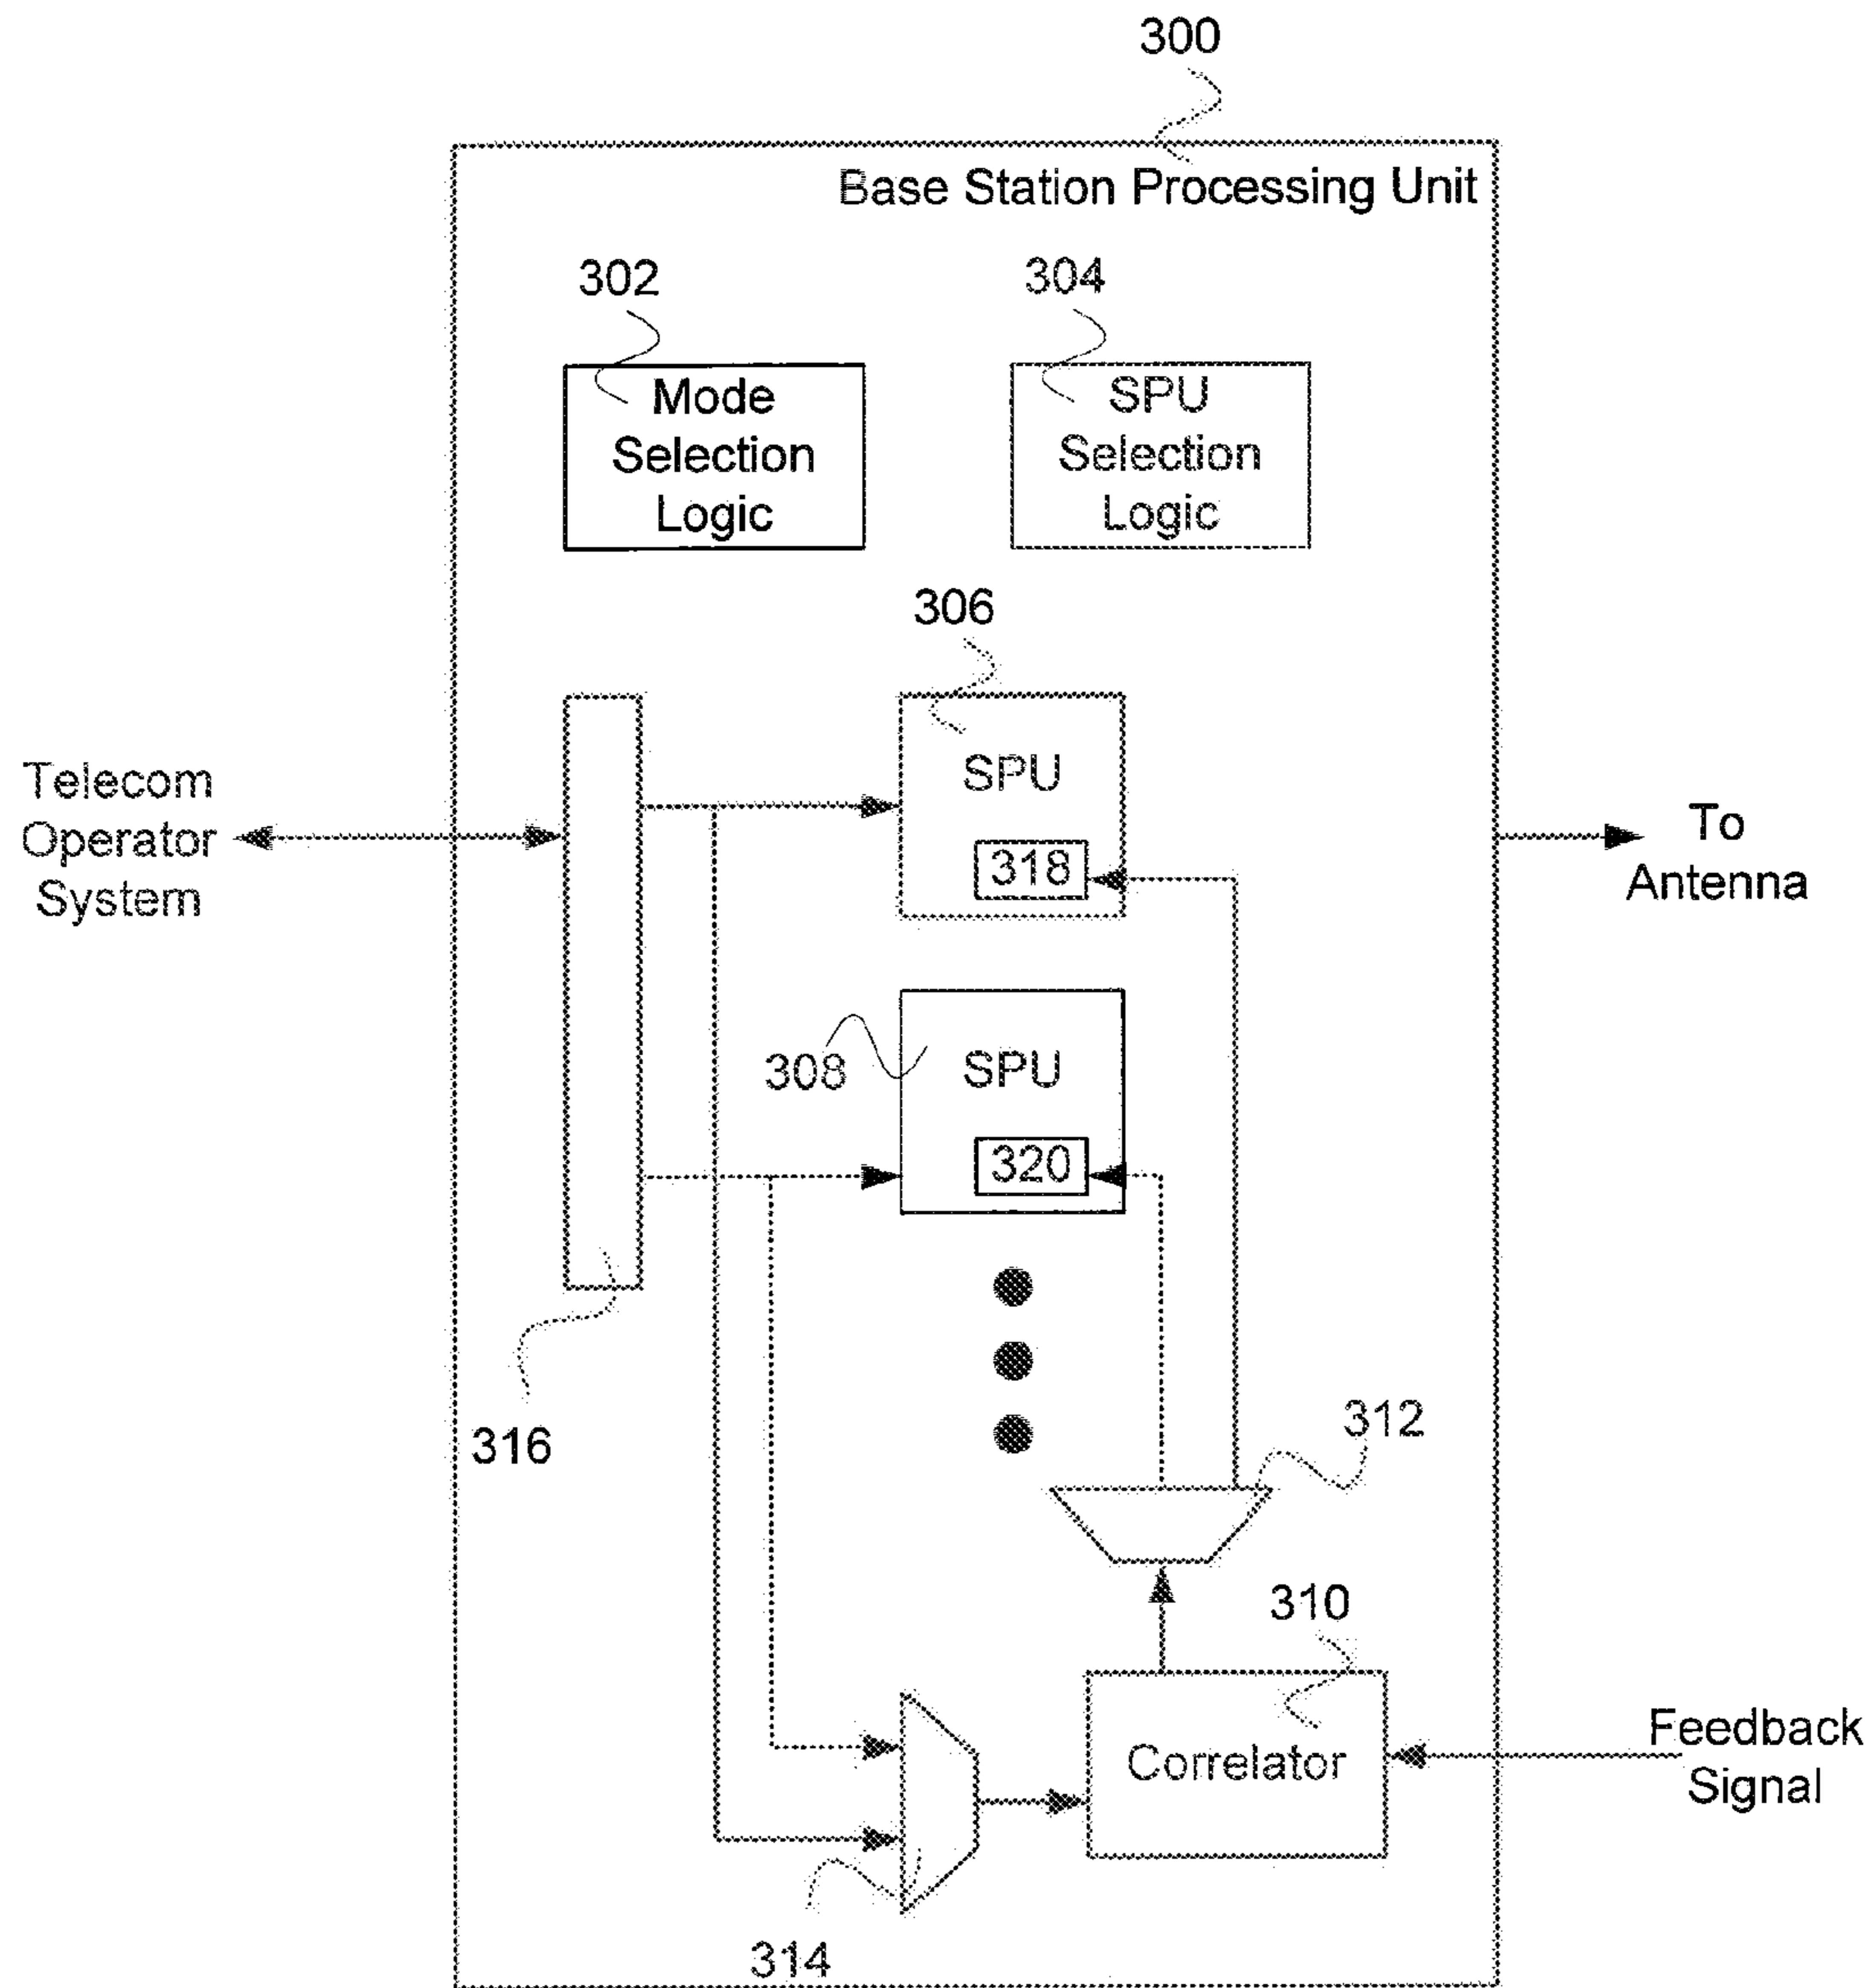 300
Base Station Processing Unit
302
304
Mode
Selection
Logic
SPU
Selection
Logic
306
SPU
318
Telecom
Operator
System
To
Antenna
308
SPU
320
316
312
310
Correlator
Feedback
Signal
314